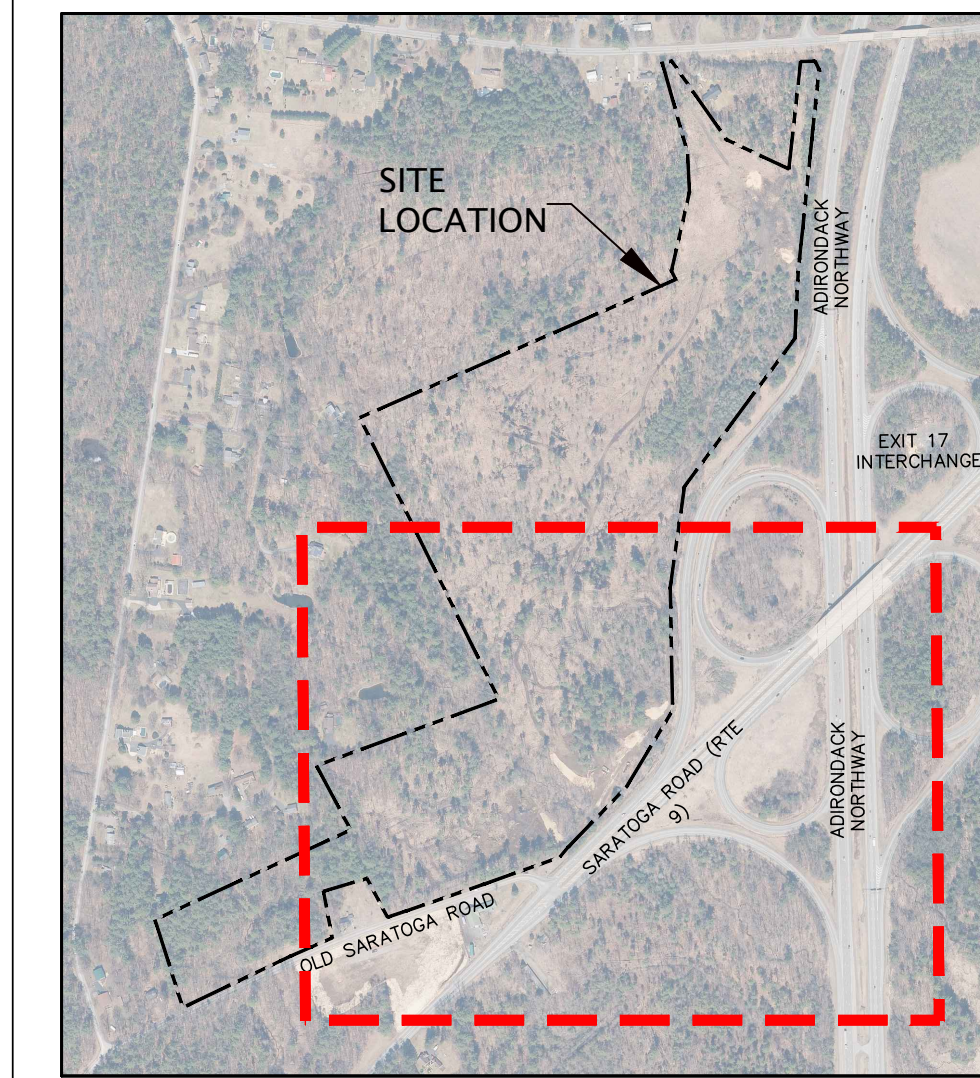 SITE
LOCATION
ADIRONDACK
NORTHWAY
EXIT 17
INTERCHANGE
SARATOGA ROAD (RTE
9)
ADIRONDACK
NORTHWAY
OLD SARATOGA ROAD